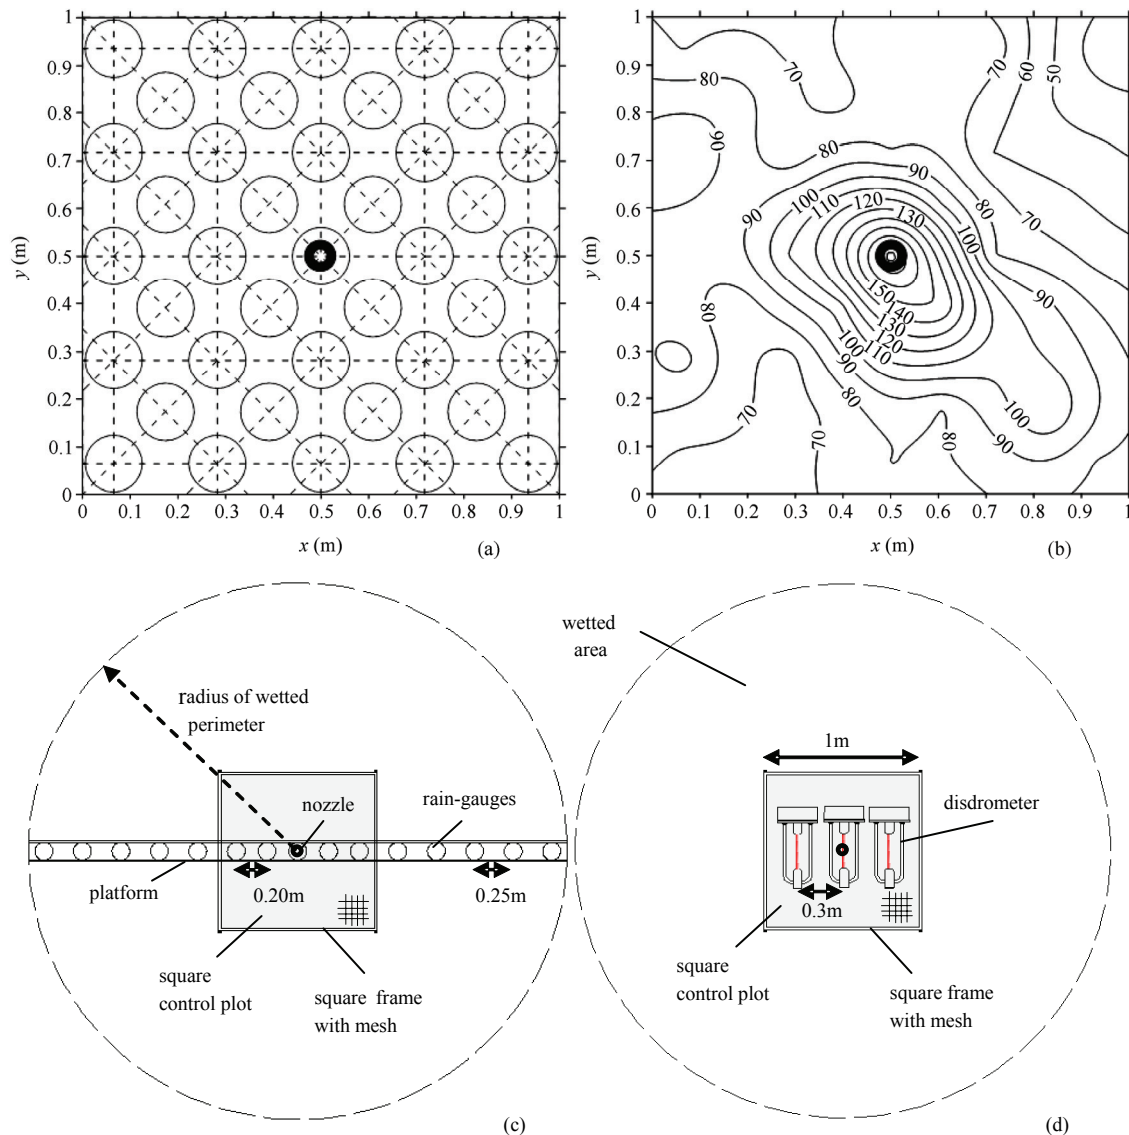 1
0.9
0.8
0.7
0.6
0.5
0.4
0.3
0.2
0.1
0
y (m)
0 0.1 0.2 0.3 0.4 0.5 0.6 0.7 0.8 0.9 1
x (m)
(a)
1
0.9
0.8
0.7
0.6
0.5
0.4
0.3
0.2
0.1
0
y (m)
70
80
90
70
60
50
80
90
80
70
90
100
110
120
130
100
90
150
140
130
120
110
100
90
80
80
70
70
80
90
100
0 0.1 0.2 0.3 0.4 0.5 0.6 0.7 0.8 0.9 1
x (m)
(b)
radius of wetted
perimeter
nozzle
rain-gauges
platform
0.20m
0.25m
square
control plot
square frame
with mesh
(c)
wetted
area
1m
disdrometer
0.3m
square
control plot
square frame
with mesh
(d)